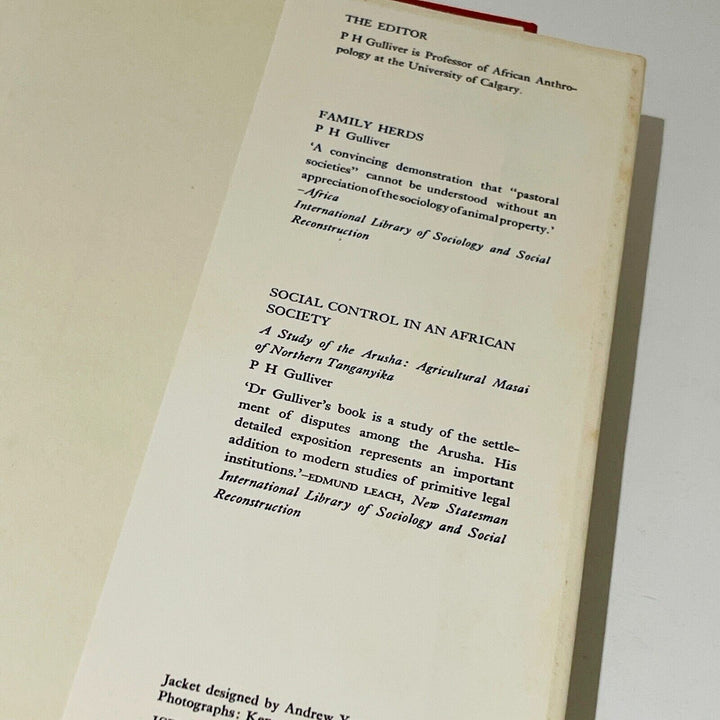 THE EDITOR
P H Gulliver is Professor of African Anthro-
pology at the University of Calgary.
FAMILY HERDS
P H Gulliver
‘A convincing demonstration that “pastoral
societies” cannot be understood without an
appreciation of the sociology of animal property.’
–Africa
International Library of Sociology and Social
Reconstruction
SOCIAL CONTROL IN AN AFRICAN
SOCIETY
A Study of the Arusha: Agricultural Masai
of Northern Tanganyika
P H Gulliver
‘Dr Gulliver’s book is a study of the settle-
ment of disputes among the Arusha. His
detailed exposition represents an important
addition to modern studies of primitive legal
institutions.’–EDMUND LEACH, New Statesman
International Library of Sociology and Social
Reconstruction
Jacket designed by Andrew
Photographs: